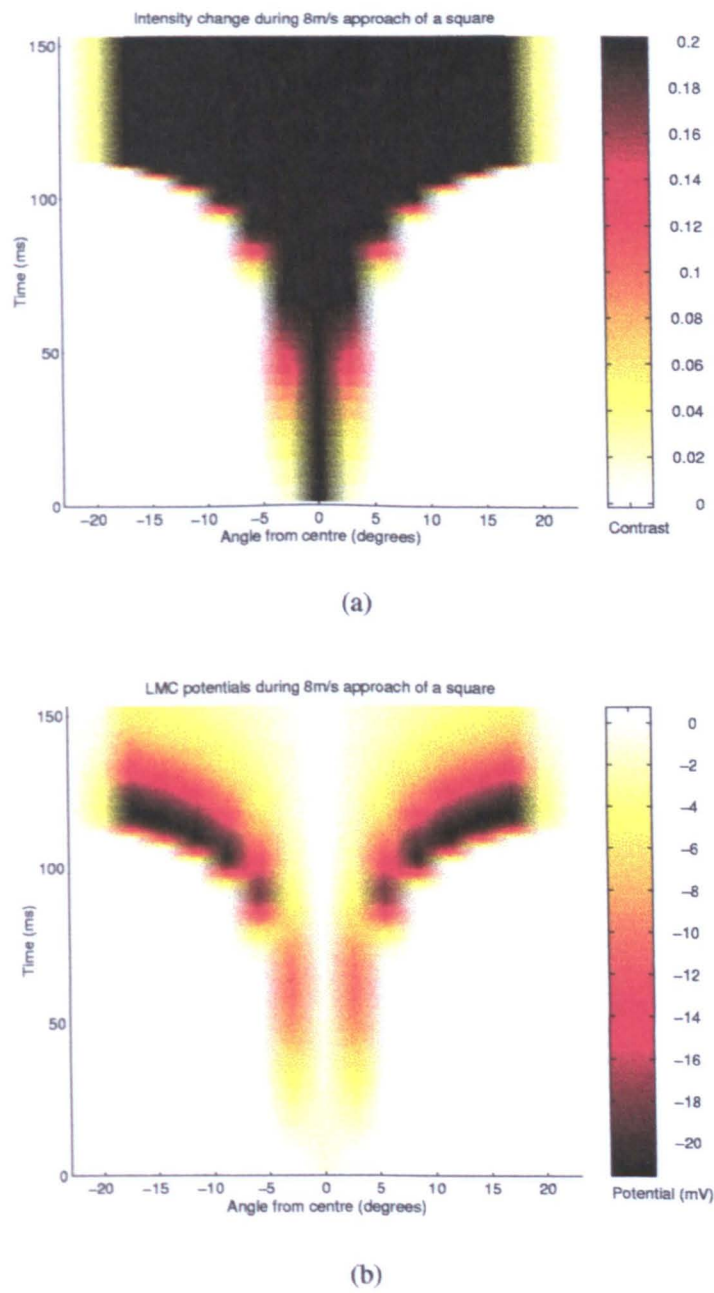 Intensity change during 8m/s approach of a square
150
100
50
0
Time (ms)
−20 −15 −10 −5 0 5 10 15 20
Angle from centre (degrees)
0.2
0.18
0.16
0.14
0.12
0.1
0.08
0.06
0.04
0.02
0
Contrast
(a)
LMC potentials during 8m/s approach of a square
150
100
50
0
Time (ms)
−20 −15 −10 −5 0 5 10 15 20
Angle from centre (degrees)
0
−2
−4
−6
−8
−10
−12
−14
−16
−18
−20
Potential (mV)
(b)